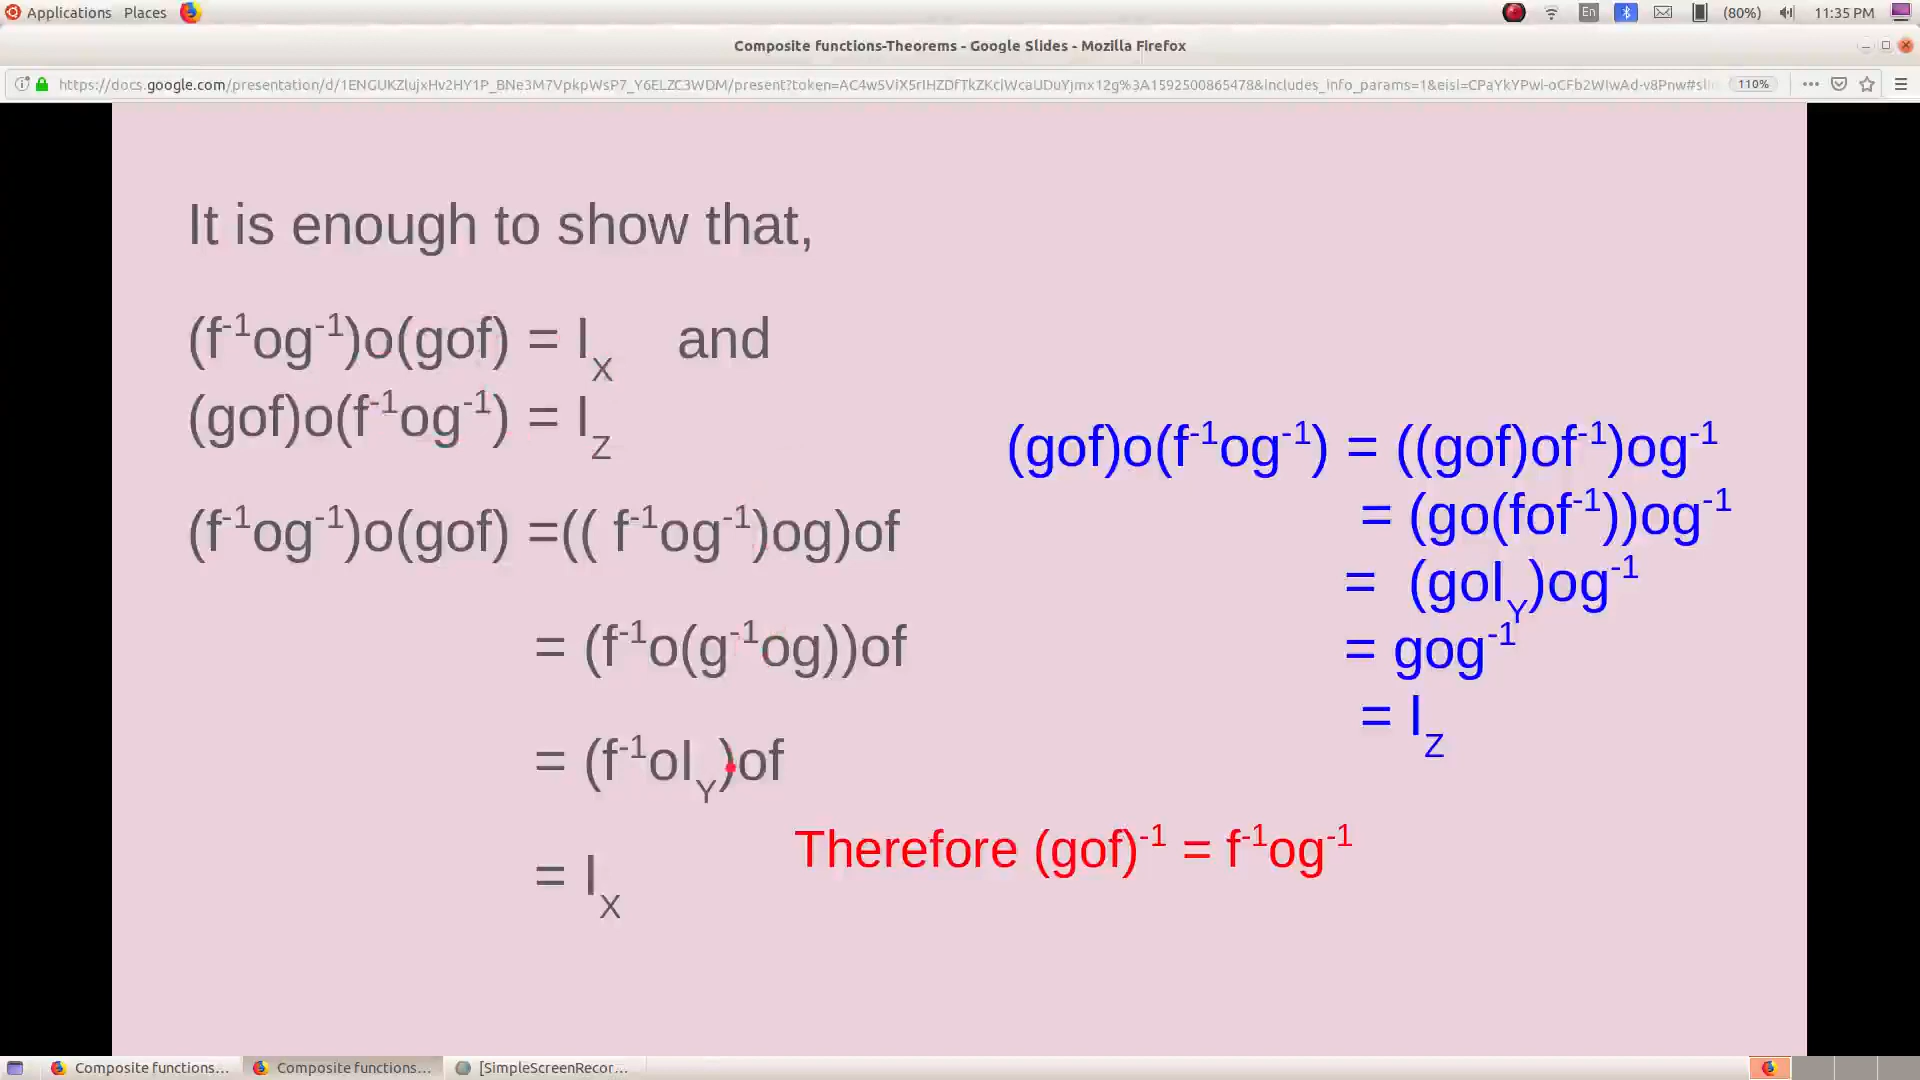 Applications Places
En (80%) 11:35 PM
Composite functions-Theorems - Google Slides - Mozilla Firefox
110%
It is enough to show that,
(f⁻¹og⁻¹)o(gof) = I_X and
(gof)o(f⁻¹og⁻¹) = I_Z
(f⁻¹og⁻¹)o(gof) =(( f⁻¹og⁻¹)og)of
= (f⁻¹o(g⁻¹og))of
= (f⁻¹oI_Y)of
= I_X
(gof)o(f⁻¹og⁻¹) = ((gof)of⁻¹)og⁻¹
= (go(fof⁻¹))og⁻¹
= (goI_Y)og⁻¹
= gog⁻¹
= I_Z
Therefore (gof)⁻¹ = f⁻¹og⁻¹
Composite functions... Composite functions... [SimpleScreenRecor...